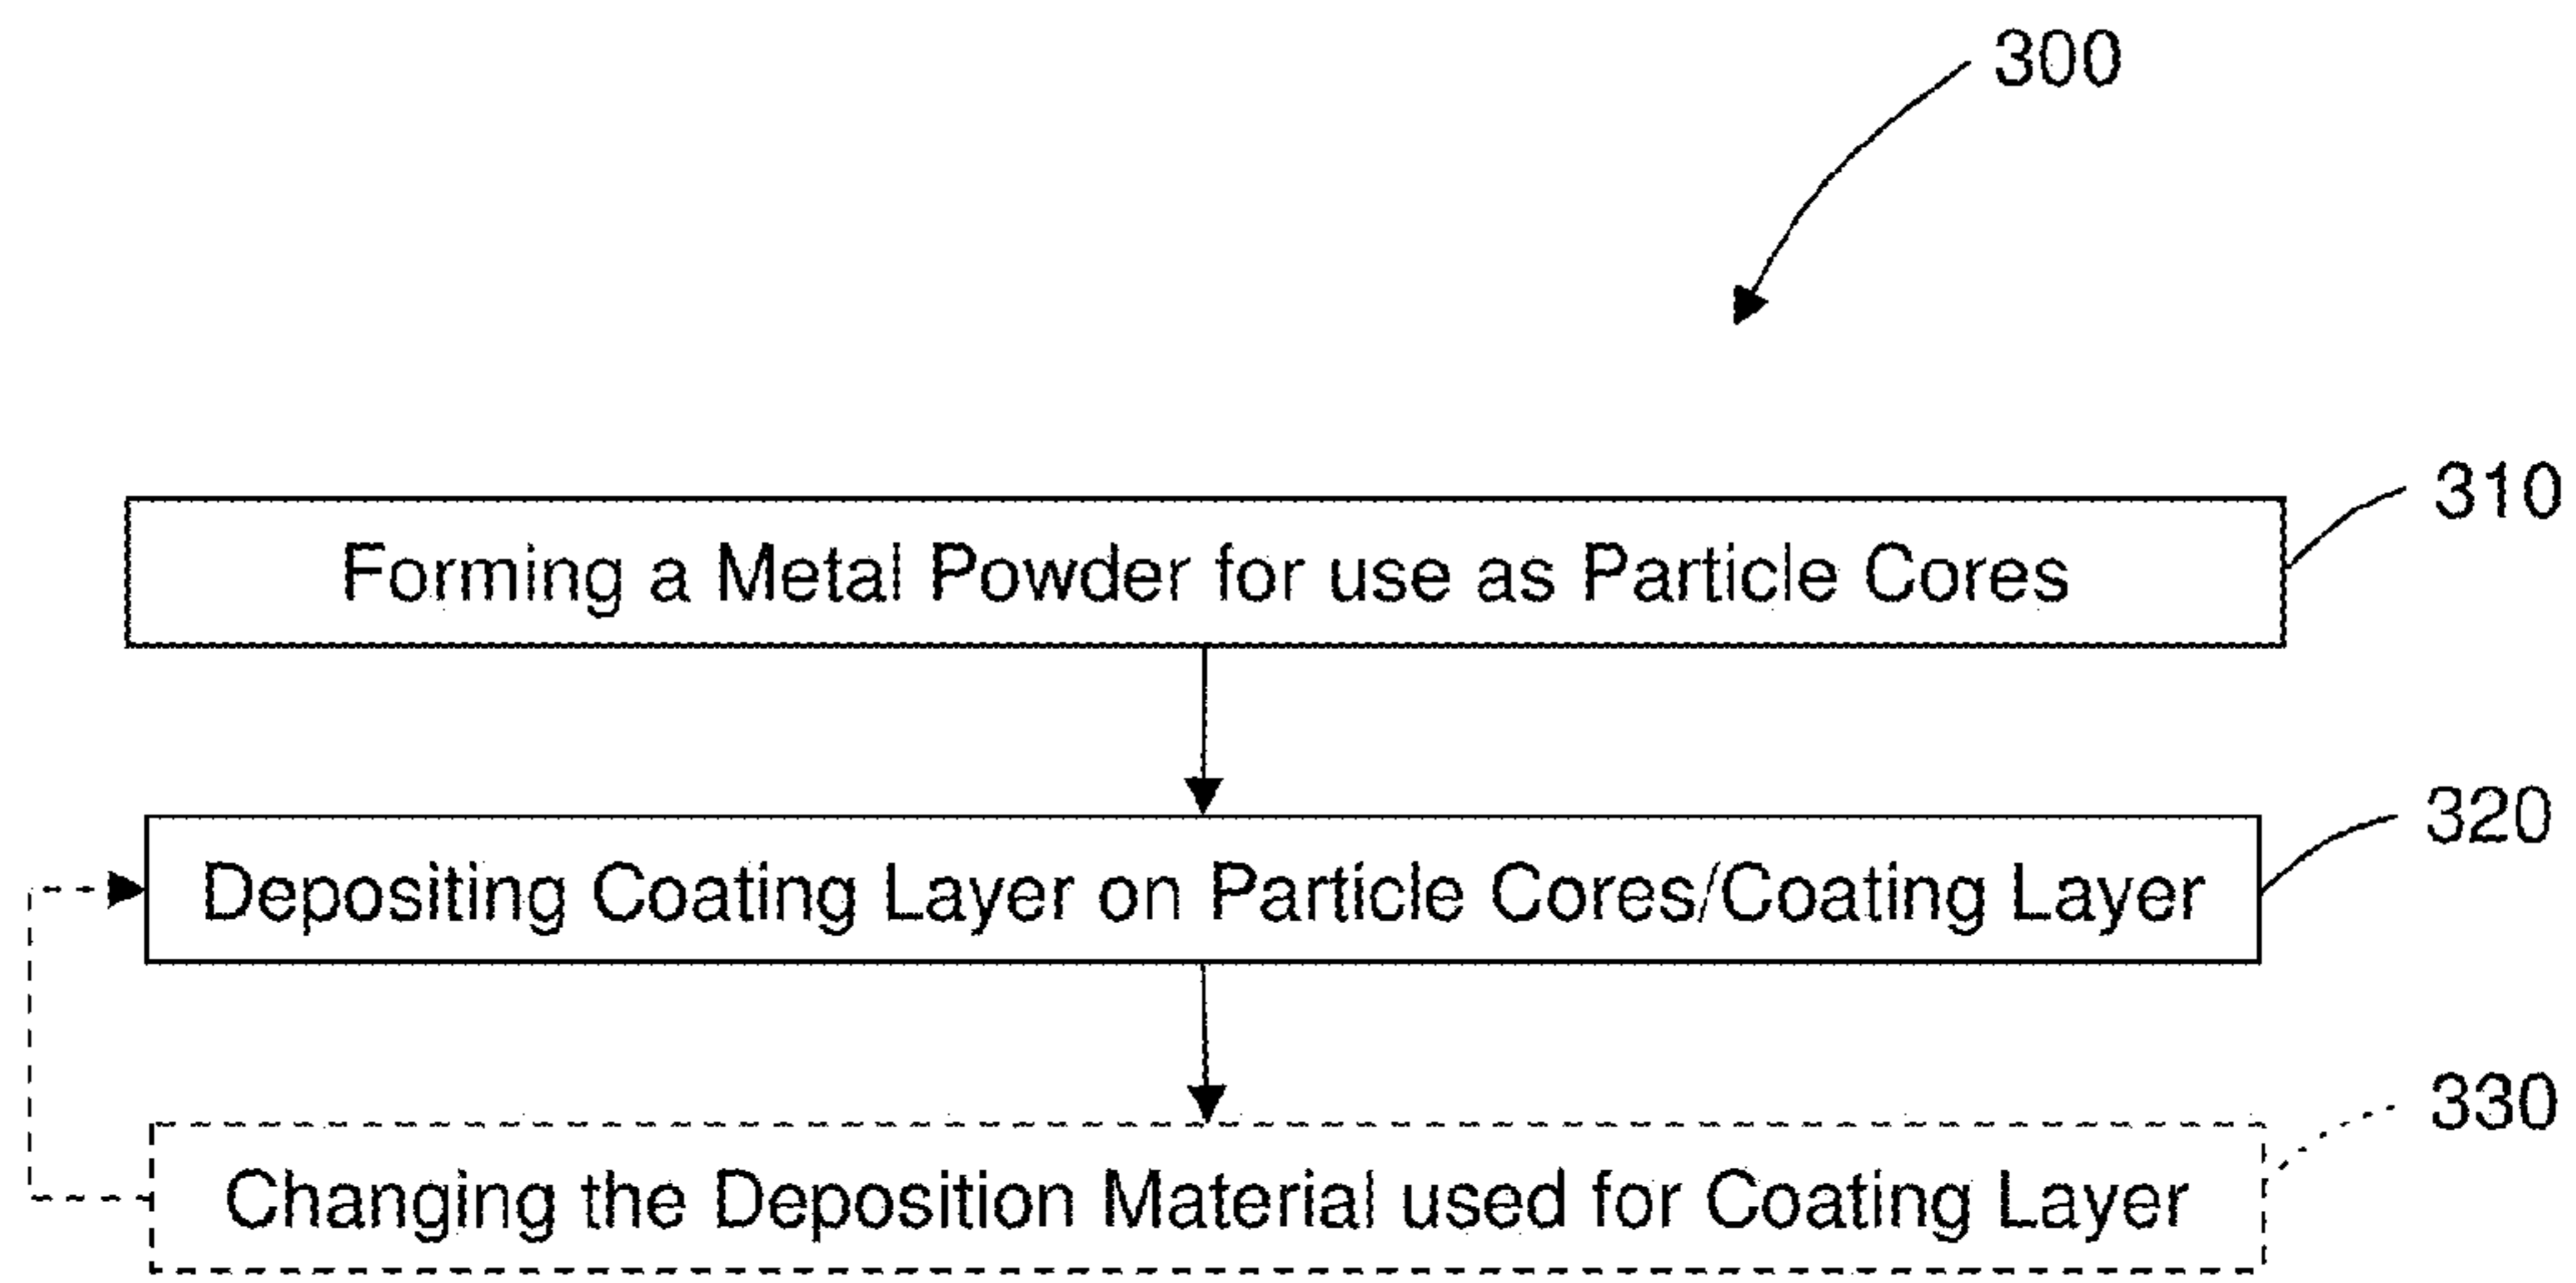 300
310
Forming a Metal Powder for use as Particle Cores
320
Depositing Coating Layer on Particle Cores/Coating Layer
330
Changing the Deposition Material used for Coating Layer